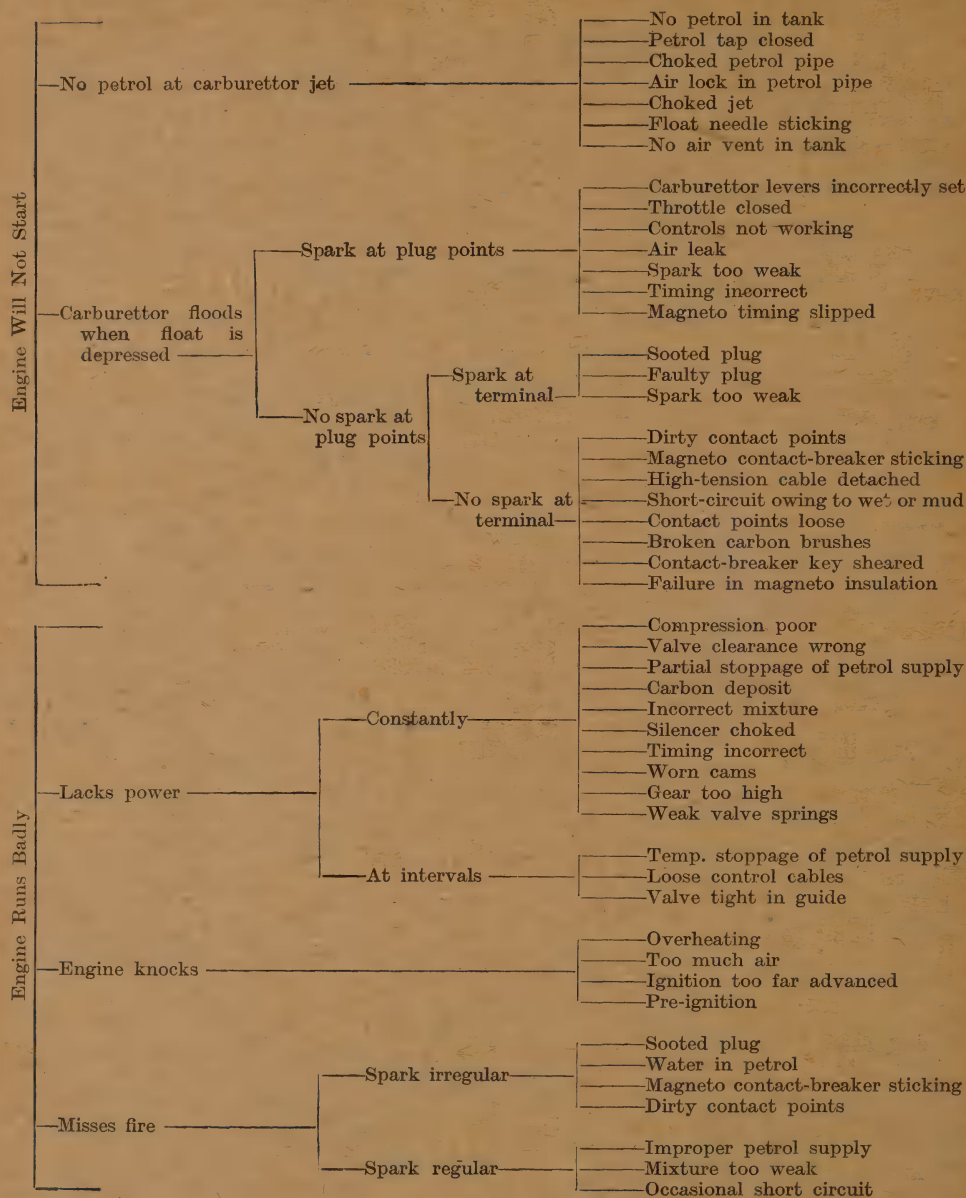 Engine Will Not Start
No petrol at carburettor jet
No petrol in tank
Petrol tap closed
Choked petrol pipe
Air lock in petrol pipe
Choked jet
Float needle sticking
No air vent in tank
Carburettor floods
when float is
depressed
Spark at plug points
Carburettor levers incorrectly set
Throttle closed
Controls not working
Air leak
Spark too weak
Timing incorrect
Magneto timing slipped
No spark at
plug points
Spark at
terminal
Sooted plug
Faulty plug
Spark too weak
No spark at
terminal
Dirty contact points
Magneto contact-breaker sticking
High-tension cable detached
Short-circuit owing to wet or mud
Contact points loose
Broken carbon brushes
Contact-breaker key sheared
Failure in magneto insulation
Engine Runs Badly
Lacks power
Constantly
Compression poor
Valve clearance wrong
Partial stoppage of petrol supply
Carbon deposit
Incorrect mixture
Silencer choked
Timing incorrect
Worn cams
Gear too high
Weak valve springs
At intervals
Temp. stoppage of petrol supply
Loose control cables
Valve tight in guide
Engine knocks
Overheating
Too much air
Ignition too far advanced
Pre-ignition
Misses fire
Spark irregular
Sooted plug
Water in petrol
Magneto contact-breaker sticking
Dirty contact points
Spark regular
Improper petrol supply
Mixture too weak
Occasional short circuit